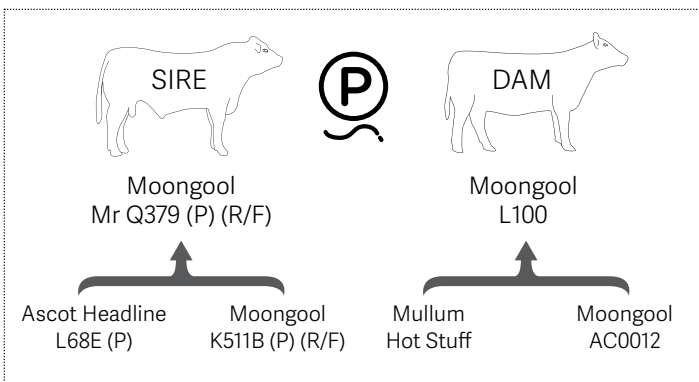 SIRE
P
DAM
Moongool
Mr Q379 (P) (R/F)
Moongool
L100
Ascot Headline
L68E (P)
Moongool
K511B (P) (R/F)
Mullum
Hot Stuff
Moongool
AC0012